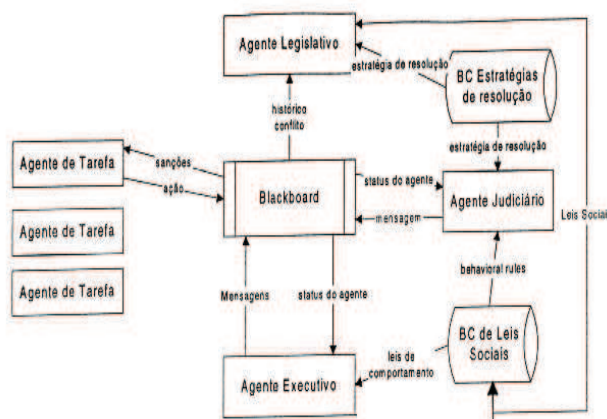 Agente Legislativo
estratégia de resolução
BC Estratégias
de resolução
histórico
conflito
estratégia de resolução
Agente de Tarefa
sanções
ação
Blackboard
status do agente
mensagem
Agente Judiciário
Leis Social
Agente de Tarefa
Agente de Tarefa
Mensagens
status do agente
behavioral rules
BC de Leis
Sociais
leis de
comportamento
Agente Executivo